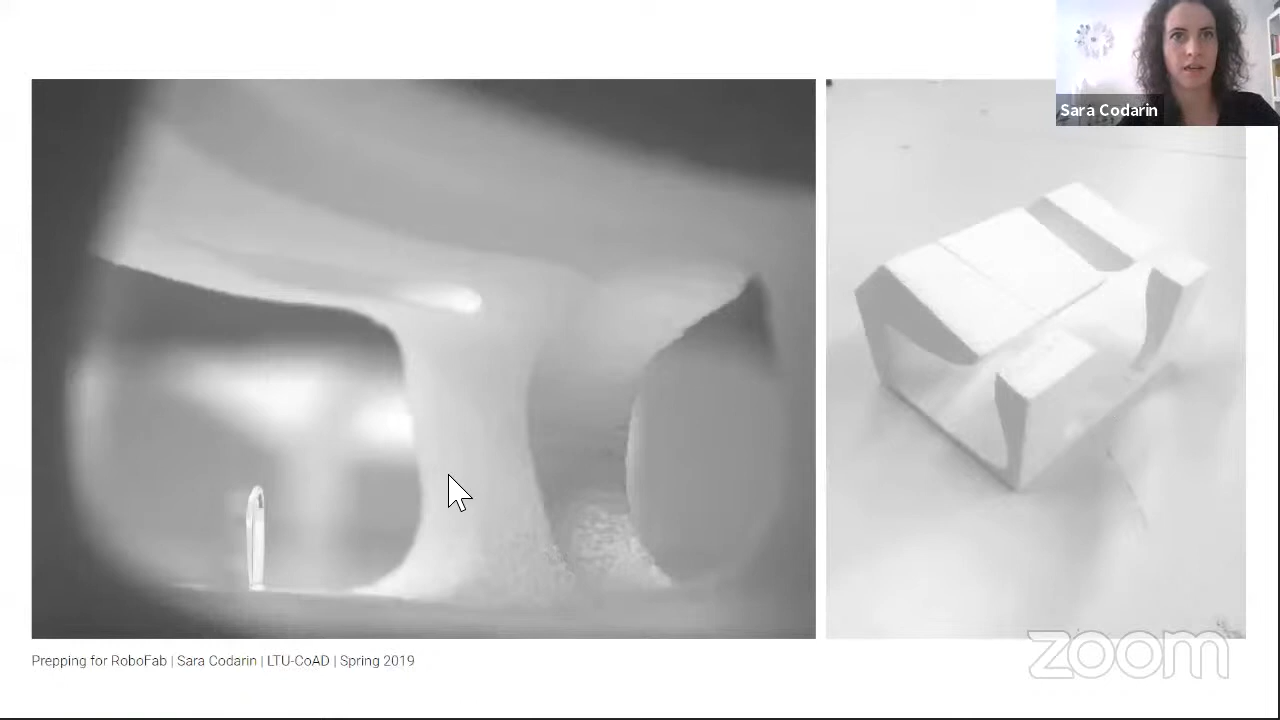 Sara Codarin
Prepping for RoboFab | Sara Codarin | LTU-CoAD | Spring 2019
zoom